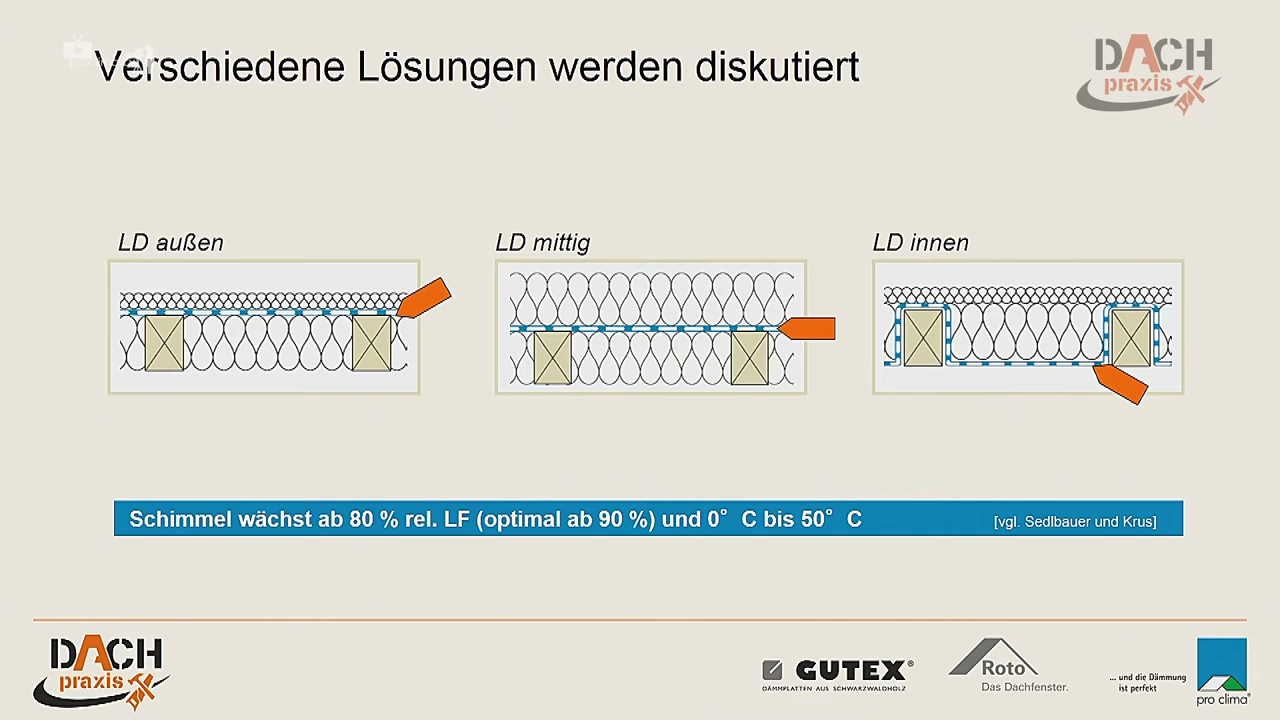 Verschiedene Lösungen werden diskutiert
DACH
praxis
LD außen
LD mittig
LD innen
Schimmel wächst ab 80 % rel. LF (optimal ab 90 %) und 0° C bis 50° C
[vgl. Sedlbauer und Krus]
DACH
praxis
GUTEX®
DÄMMPLATTEN AUS SCHWARZWALDHOLZ
Roto
Das Dachfenster.
... und die Dämmung
ist perfekt
pro clima®